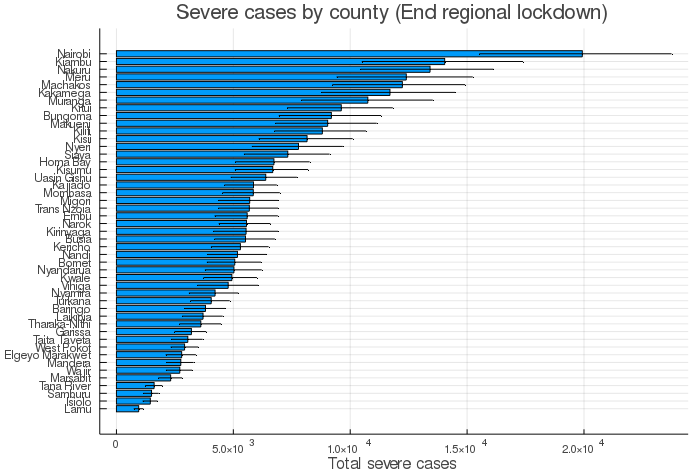 Severe cases by county (End regional lockdown)
Nairobi
Kiambu
Nakuru
Meru
Machakos
Kakamega
Muranga
Kitui
Bungoma
Makueni
Kilifi
Kisii
Nyeri
Siaya
Homa Bay
Kisumu
Uasin Gishu
Kajiado
Mombasa
Migori
Trans Nzoia
Embu
Narok
Kirinyaga
Busia
Kericho
Nandi
Bomet
Nyandarua
Kwale
Vihiga
Nyamira
Turkana
Baringo
Laikipia
Tharaka-Nithi
Garissa
Taita Taveta
West Pokot
Elgeyo Marakwet
Mandera
Wajir
Marsabit
Tana River
Samburu
Isiolo
Lamu
0 5.0×10³ 1.0×10⁴ 1.5×10⁴ 2.0×10⁴
Total severe cases